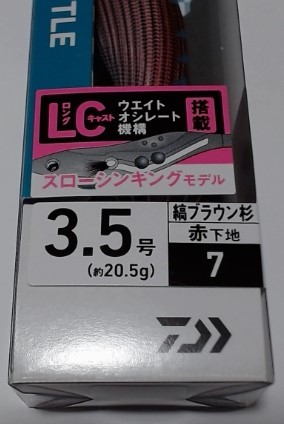 TLE
ロング
LCキャスト
ウエイト
オシレート
機構
搭載
スローシンキングモデル
3.5号
(約20.5g)
縞ブラウン杉
赤下地
7